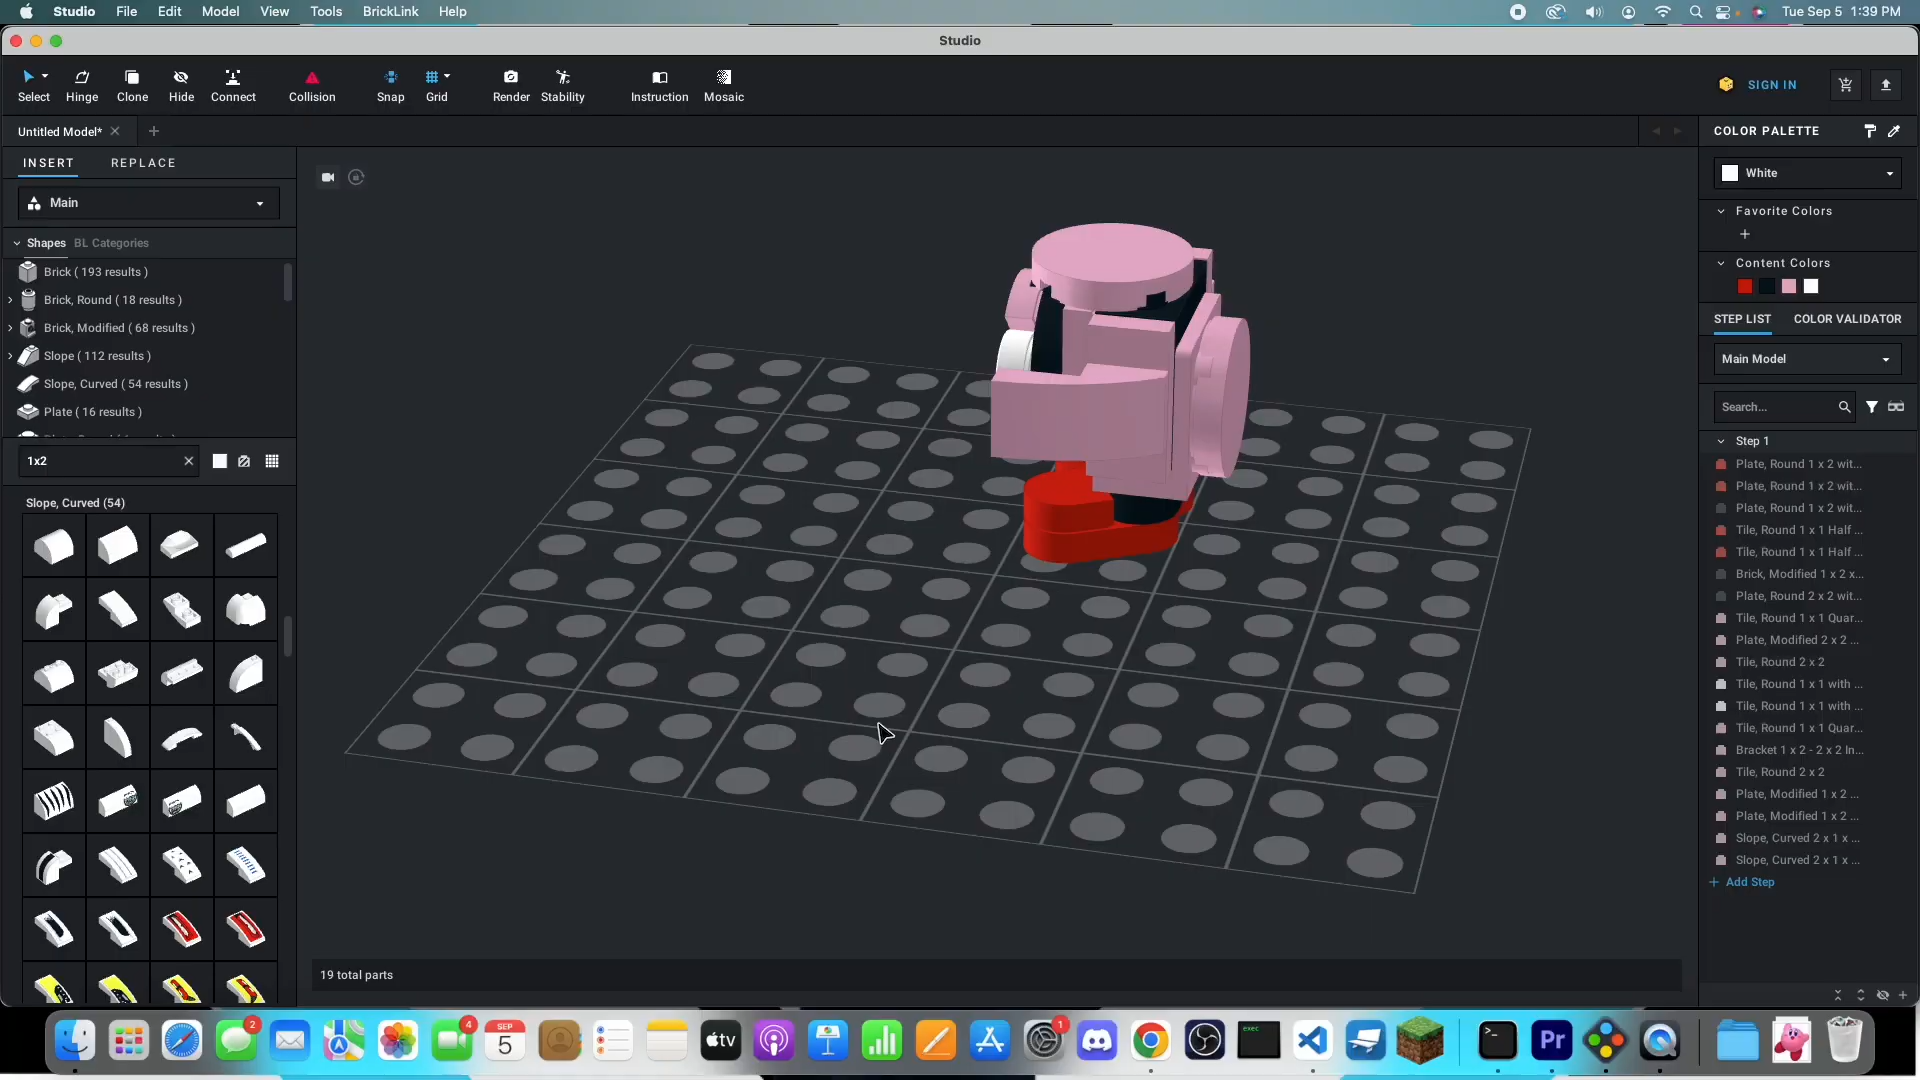 Studio File Edit Model View Tools BrickLink Help
Tue Sep 5 1:39 PM
Studio
Select Hinge Clone Hide Connect Collision Snap Grid Render Stability Instruction Mosaic
SIGN IN
Untitled Model*
INSERT REPLACE
Main
Shapes BL Categories
Brick ( 193 results )
Brick, Round ( 18 results )
Brick, Modified ( 68 results )
Slope ( 112 results )
Slope, Curved ( 54 results )
Plate ( 16 results )
1x2
Slope, Curved (54)
19 total parts
COLOR PALETTE
White
Favorite Colors
+
Content Colors
STEP LIST COLOR VALIDATOR
Main Model
Search...
Step 1
Plate, Round 1 x 2 wit...
Plate, Round 1 x 2 wit...
Plate, Round 1 x 2 wit...
Tile, Round 1 x 1 Half ...
Tile, Round 1 x 1 Half ...
Brick, Modified 1 x 2 x...
Plate, Round 2 x 2 wit...
Tile, Round 1 x 1 Quar...
Plate, Modified 2 x 2 ...
Tile, Round 2 x 2
Tile, Round 1 x 1 with ...
Tile, Round 1 x 1 with ...
Tile, Round 1 x 1 Quar...
Bracket 1 x 2 - 2 x 2 In...
Tile, Round 2 x 2
Plate, Modified 1 x 2 ...
Plate, Modified 1 x 2 ...
Slope, Curved 2 x 1 x ...
Slope, Curved 2 x 1 x ...
+ Add Step
2
4
SEP
5
tv
1
exec
Pr